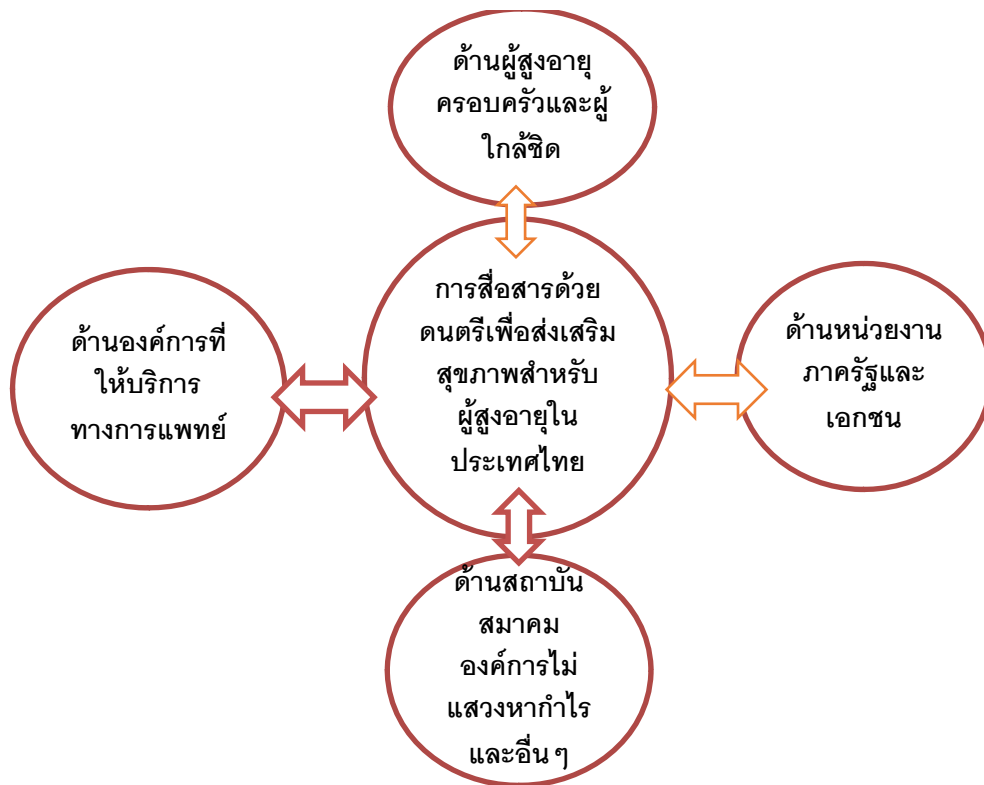 ด้านผู้สูงอายุ
ครอบครัวและผู้
ใกล้ชิด
ด้านองค์การที่
ให้บริการ
ทางการแพทย์
การสื่อสารด้วย
ดนตรีเพื่อส่งเสริม
สุขภาพสำหรับ
ผู้สูงอายุใน
ประเทศไทย
ด้านหน่วยงาน
ภาครัฐและ
เอกชน
ด้านสถาบัน
สมาคม
องค์การไม่
แสวงหากำไร
และอื่น ๆ